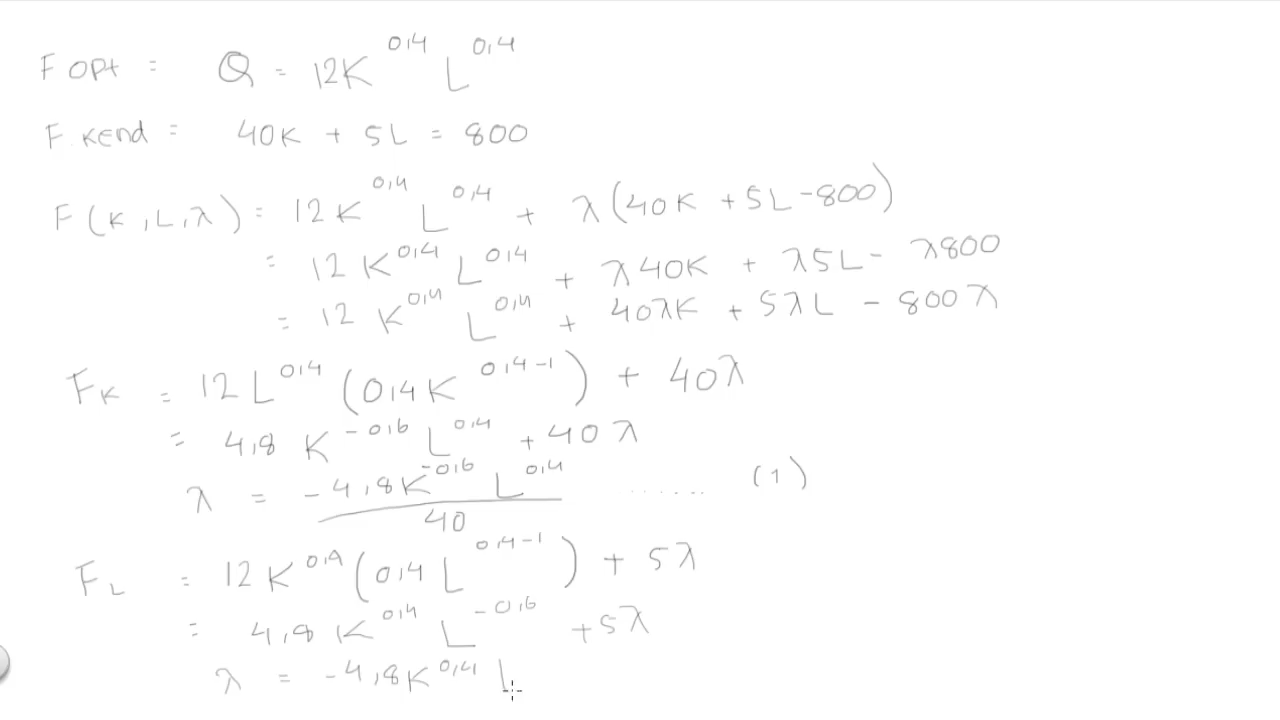 F opt = Q = 12K^0,4 L^0,4
F. kend = 40K + 5L = 800
F(K,L,λ) = 12K^0,4 L^0,4 + λ(40K + 5L - 800)
= 12K^0,4 L^0,4 + λ40K + λ5L - λ800
= 12 K^0,4 L^0,4 + 40λK + 5λL - 800λ
F_K = 12L^0,4 (0,4K^0,4-1) + 40λ
= 4,8 K^-0,6 L^0,4 + 40λ
λ = -4,8K^-0,6 L^0,4 / 40 ....... (1)
F_L = 12K^0,4 (0,4 L^0,4-1) + 5λ
= 4,8K^0,4 L^-0,6 + 5λ
λ = -4,8K^0,4 L